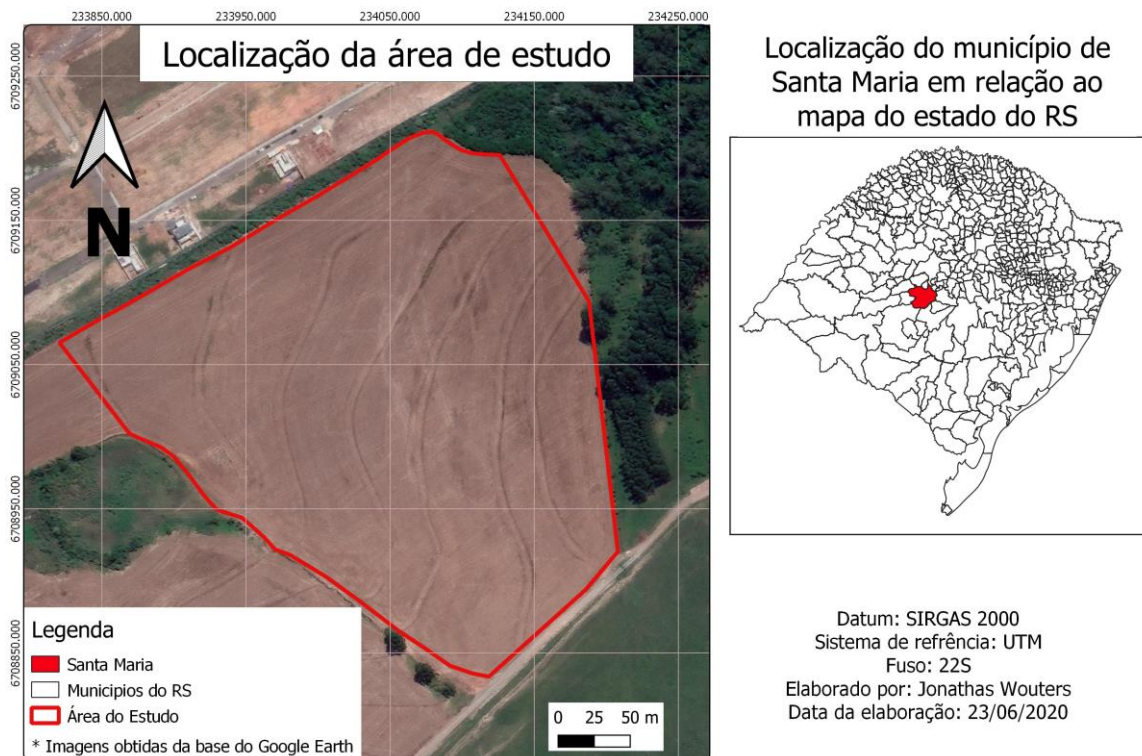 233850.000 233950.000 234050.000 234150.000 234250.000
Localização da área de estudo
6709250.000
6709150.000
6709050.000
6708950.000
6708850.000
N
Legenda
Santa Maria
Municipios do RS
Área do Estudo
* Imagens obtidas da base do Google Earth
0 25 50 m
Localização do município de
Santa Maria em relação ao
mapa do estado do RS
Datum: SIRGAS 2000
Sistema de refrência: UTM
Fuso: 22S
Elaborado por: Jonathas Wouters
Data da elaboração: 23/06/2020